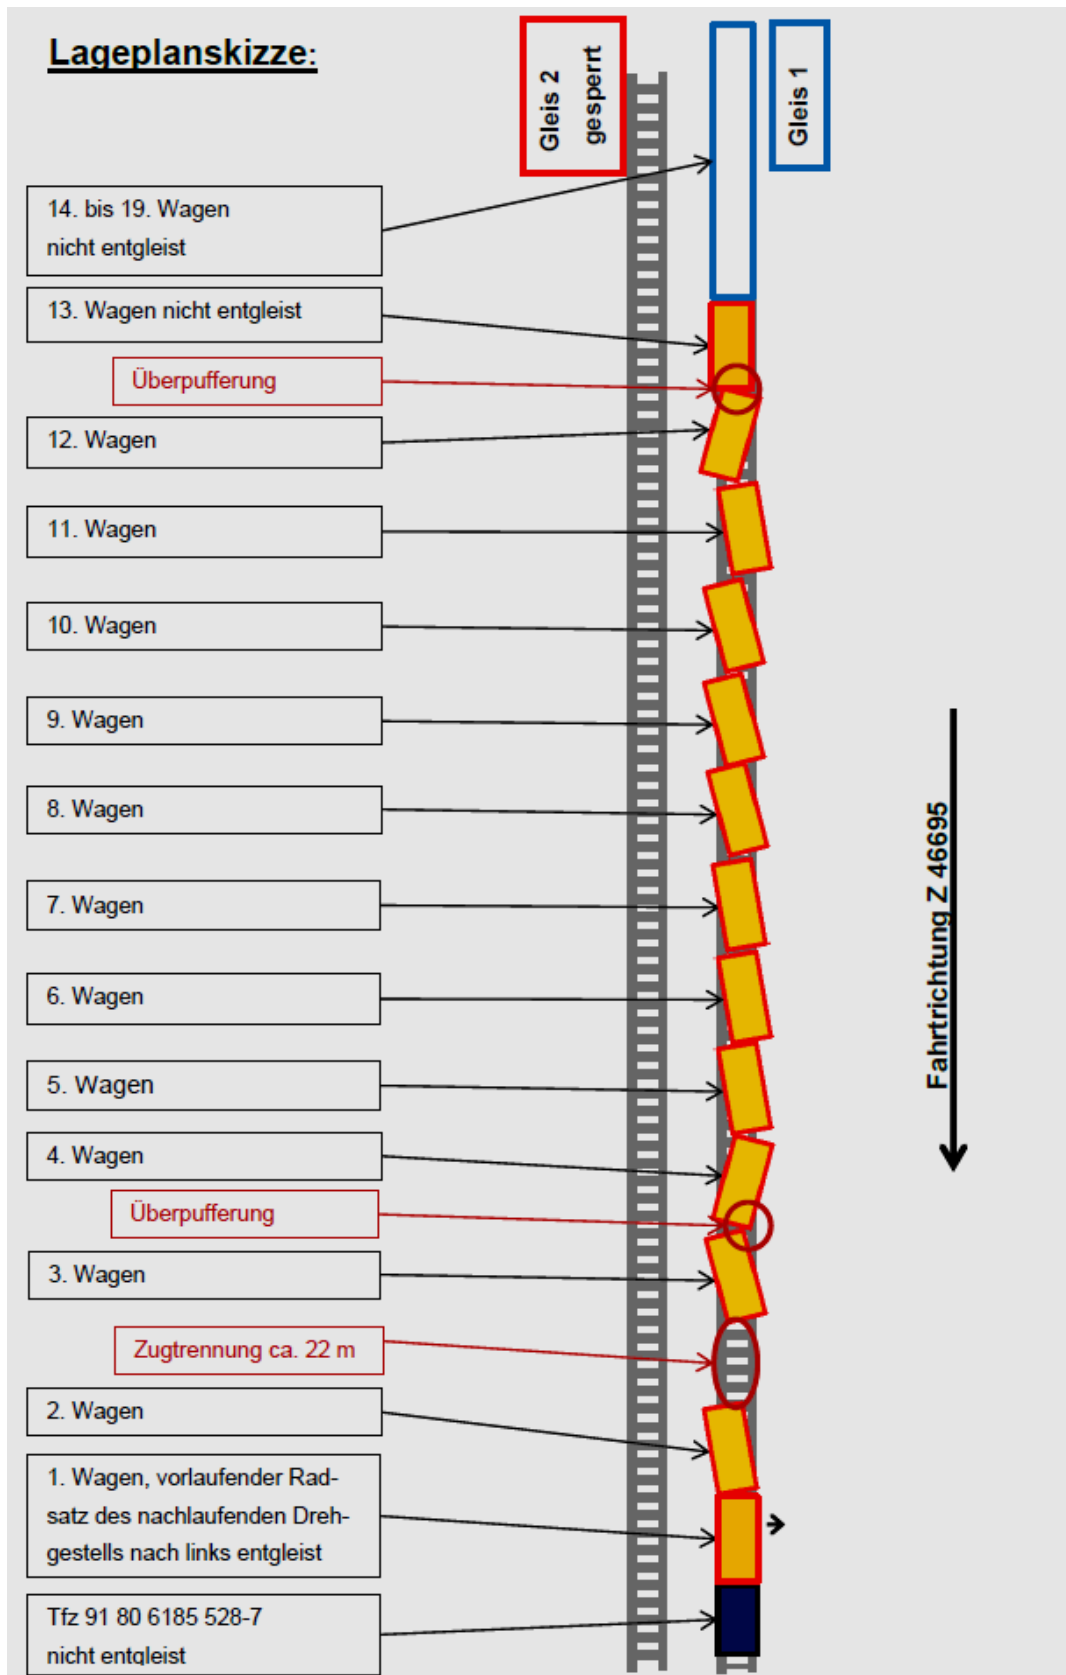 Lageplanskizze:
Gleis 2
gesperrt
Gleis 1
14. bis 19. Wagen
nicht entgleist
13. Wagen nicht entgleist
Überpufferung
12. Wagen
11. Wagen
10. Wagen
9. Wagen
8. Wagen
7. Wagen
6. Wagen
5. Wagen
4. Wagen
Überpufferung
3. Wagen
Zugtrennung ca. 22 m
2. Wagen
1. Wagen, vorlaufender Rad-
satz des nachlaufenden Dreh-
gestells nach links entgleist
Tfz 91 80 6185 528-7
nicht entgleist
Fahrtrichtung Z 46695